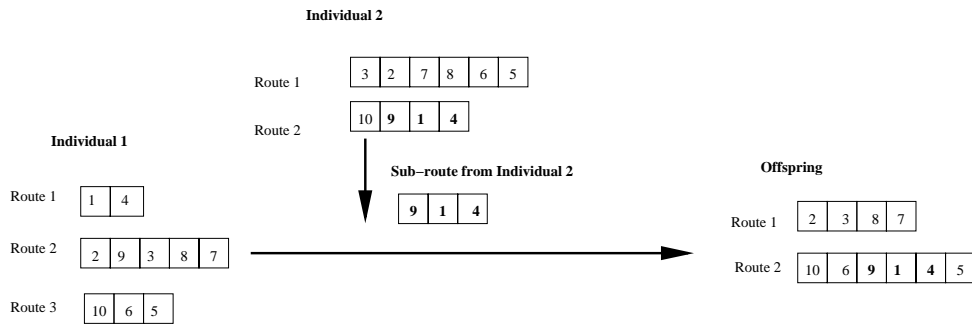 Individual 2
Route 1 3 2 7 8 6 5
Route 2 10 9 1 4
Individual 1
Sub−route from Individual 2
9 1 4
Route 1 1 4
Route 2 2 9 3 8 7
Route 3 10 6 5
Offspring
Route 1 2 3 8 7
Route 2 10 6 9 1 4 5